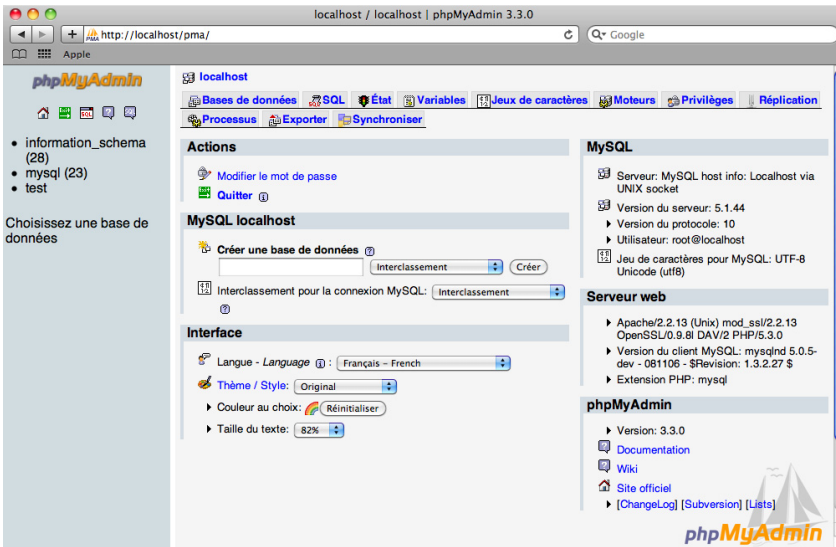 localhost / localhost | phpMyAdmin 3.3.0
http://localhost/pma/
Google
Apple
phpMyAdmin
SQL
information_schema
(28)
mysql (23)
test
Choisissez une base de
données
localhost
Bases de données SQL État Variables Jeux de caractères Moteurs Privilèges Réplication
Processus Exporter Synchroniser
Actions
Modifier le mot de passe
Quitter
MySQL localhost
Créer une base de données
Interclassement Créer
Interclassement pour la connexion MySQL: Interclassement
Interface
Langue - Language : Français – French
Thème / Style: Original
Couleur au choix: Réinitialiser
Taille du texte: 82%
MySQL
Serveur: MySQL host info: Localhost via
UNIX socket
Version du serveur: 5.1.44
Version du protocole: 10
Utilisateur: root@localhost
Jeu de caractères pour MySQL: UTF-8
Unicode (utf8)
Serveur web
Apache/2.2.13 (Unix) mod_ssl/2.2.13
OpenSSL/0.9.8l DAV/2 PHP/5.3.0
Version du client MySQL: mysqlnd 5.0.5-
dev - 081106 - $Revision: 1.3.2.27 $
Extension PHP: mysql
phpMyAdmin
Version: 3.3.0
Documentation
Wiki
Site officiel
[ChangeLog] [Subversion] [Lists]
phpMyAdmin